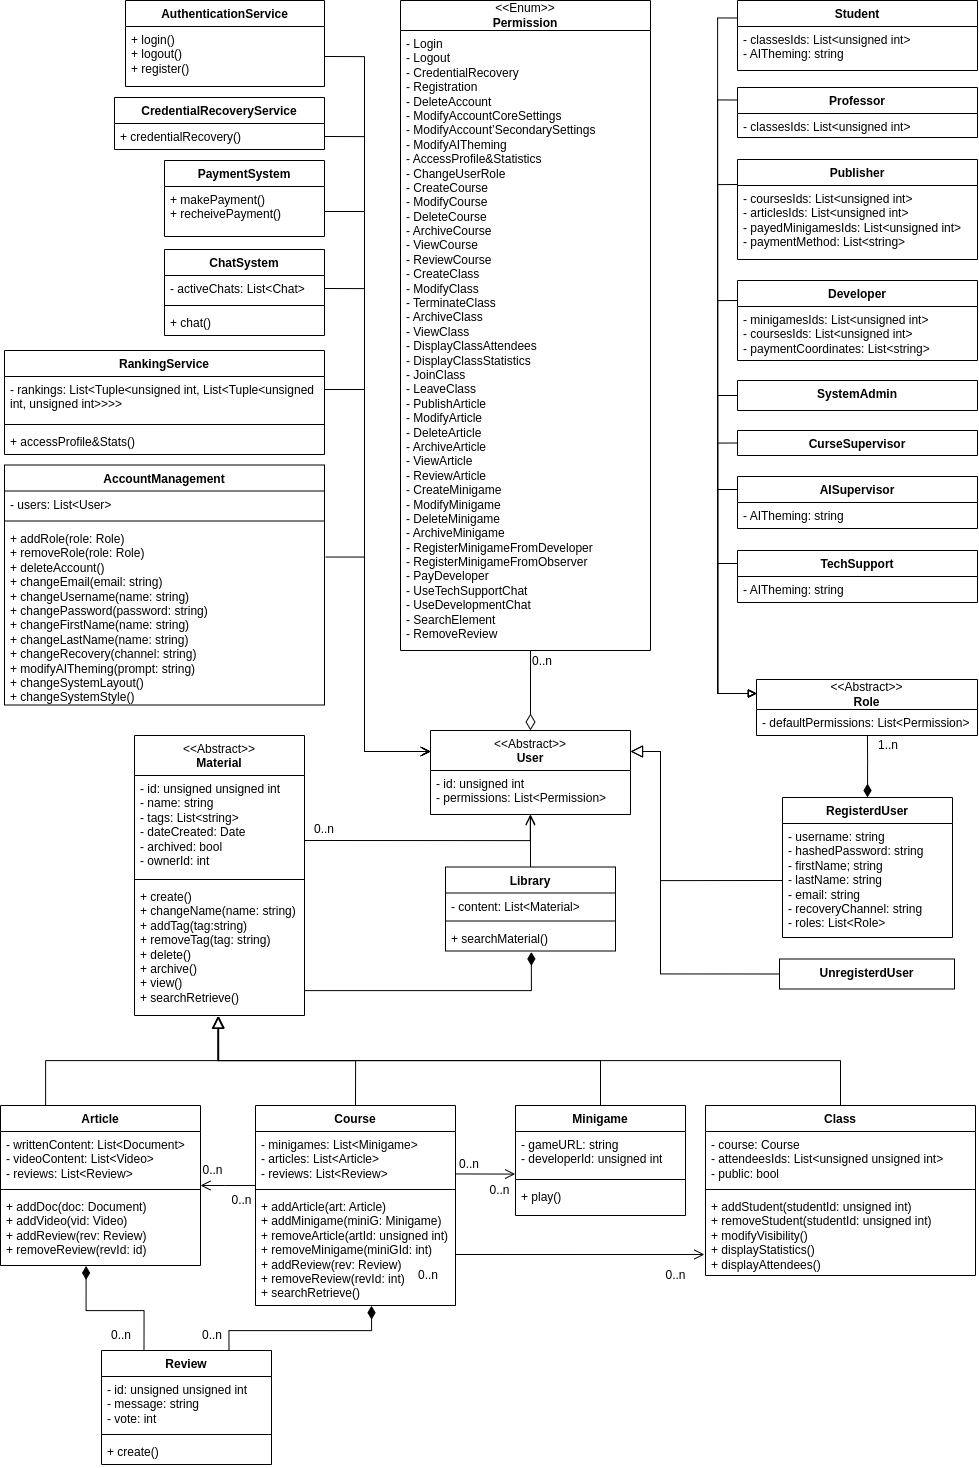 AuthenticationService
+ login()
+ logout()
+ register()
CredentialRecoveryService
+ credentialRecovery()
PaymentSystem
+ makePayment()
+ recheivePayment()
ChatSystem
- activeChats: List<Chat>
+ chat()
RankingService
- rankings: List<Tuple<unsigned int, List<Tuple<unsigned
int, unsigned int>>>>
+ accessProfile&Stats()
AccountManagement
- users: List<User>
+ addRole(role: Role)
+ removeRole(role: Role)
+ deleteAccount()
+ changeEmail(email: string)
+ changeUsername(name: string)
+ changePassword(password: string)
+ changeFirstName(name: string)
+ changeLastName(name: string)
+ changeRecovery(channel: string)
+ modifyAITheming(prompt: string)
+ changeSystemLayout()
+ changeSystemStyle()
<<Enum>>
Permission
- Login
- Logout
- CredentialRecovery
- Registration
- DeleteAccount
- ModifyAccountCoreSettings
- ModifyAccount'SecondarySettings
- ModifyAITheming
- AccessProfile&Statistics
- ChangeUserRole
- CreateCourse
- ModifyCourse
- DeleteCourse
- ArchiveCourse
- ViewCourse
- ReviewCourse
- CreateClass
- ModifyClass
- TerminateClass
- ArchiveClass
- ViewClass
- DisplayClassAttendees
- DisplayClassStatistics
- JoinClass
- LeaveClass
- PublishArticle
- ModifyArticle
- DeleteArticle
- ArchiveArticle
- ViewArticle
- ReviewArticle
- CreateMinigame
- ModifyMinigame
- DeleteMinigame
- ArchiveMinigame
- RegisterMinigameFromDeveloper
- RegisterMinigameFromObserver
- PayDeveloper
- UseTechSupportChat
- UseDevelopmentChat
- SearchElement
- RemoveReview
0..n
Student
- classesIds: List<unsigned int>
- AITheming: string
Professor
- classesIds: List<unsigned int>
Publisher
- coursesIds: List<unsigned int>
- articlesIds: List<unsigned int>
- payedMinigamesIds: List<unsigned int>
- paymentMethod: List<string>
Developer
- minigamesIds: List<unsigned int>
- coursesIds: List<unsigned int>
- paymentCoordinates: List<string>
SystemAdmin
CurseSupervisor
AISupervisor
- AITheming: string
TechSupport
- AITheming: string
<<Abstract>>
Role
- defaultPermissions: List<Permission>
1..n
<<Abstract>>
Material
- id: unsigned unsigned int
- name: string
- tags: List<string>
- dateCreated: Date
- archived: bool
- ownerId: int
+ create()
+ changeName(name: string)
+ addTag(tag:string)
+ removeTag(tag: string)
+ delete()
+ archive()
+ view()
+ searchRetrieve()
0..n
<<Abstract>>
User
- id: unsigned int
- permissions: List<Permission>
Library
- content: List<Material>
+ searchMaterial()
RegisterdUser
- username: string
- hashedPassword: string
- firstName; string
- lastName: string
- email: string
- recoveryChannel: string
- roles: List<Role>
UnregisterdUser
Article
- writtenContent: List<Document>
- videoContent: List<Video>
- reviews: List<Review>
+ addDoc(doc: Document)
+ addVideo(vid: Video)
+ addReview(rev: Review)
+ removeReview(revId: id)
0..n
0..n
Course
- minigames: List<Minigame>
- articles: List<Article>
- reviews: List<Review>
+ addArticle(art: Article)
+ addMinigame(miniG: Minigame)
+ removeArticle(artId: unsigned int)
+ removeMinigame(miniGId: int)
+ addReview(rev: Review)
+ removeReview(revId: int)
+ searchRetrieve()
0..n
0..n
0..n
0..n
Minigame
- gameURL: string
- developerId: unsigned int
+ play()
Class
- course: Course
- attendeesIds: List<unsigned unsigned int>
- public: bool
+ addStudent(studentId: unsigned int)
+ removeStudent(studentId: unsigned int)
+ modifyVisibility()
+ displayStatistics()
+ displayAttendees()
0..n
0..n
Review
- id: unsigned unsigned int
- message: string
- vote: int
+ create()